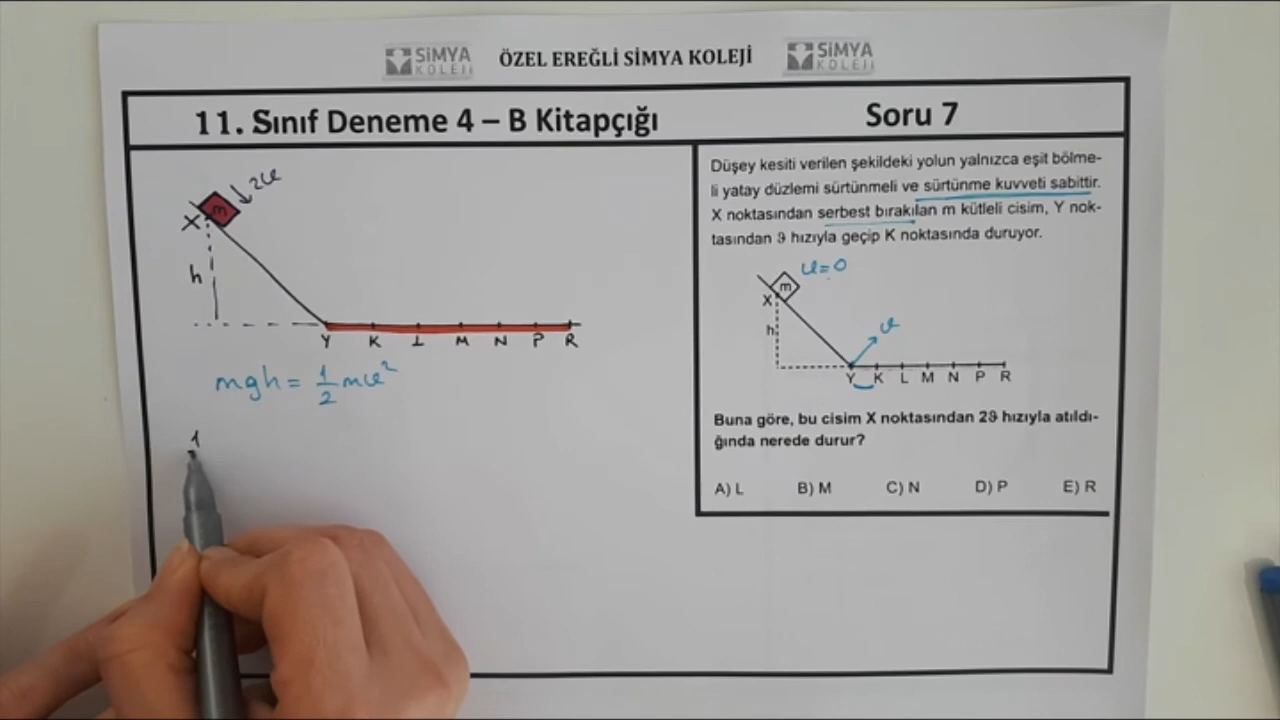 SİMYA KOLEJİ
ÖZEL EREĞLİ SİMYA KOLEJİ
SİMYA KOLEJİ
11. Sınıf Deneme 4 – B Kitapçığı
Soru 7
m
2ϑ
X
h
Y K L M N P R
mgh = 1/2 mϑ²
1
Düşey kesiti verilen şekildeki yolun yalnızca eşit bölme-
li yatay düzlemi sürtünmeli ve sürtünme kuvveti sabittir.
X noktasından serbest bırakılan m kütleli cisim, Y nok-
tasından ϑ hızıyla geçip K noktasında duruyor.
ϑ=0
m
X
h
ϑ
Y K L M N P R
Buna göre, bu cisim X noktasından 2ϑ hızıyla atıldı-
ğında nerede durur?
A) L B) M C) N D) P E) R